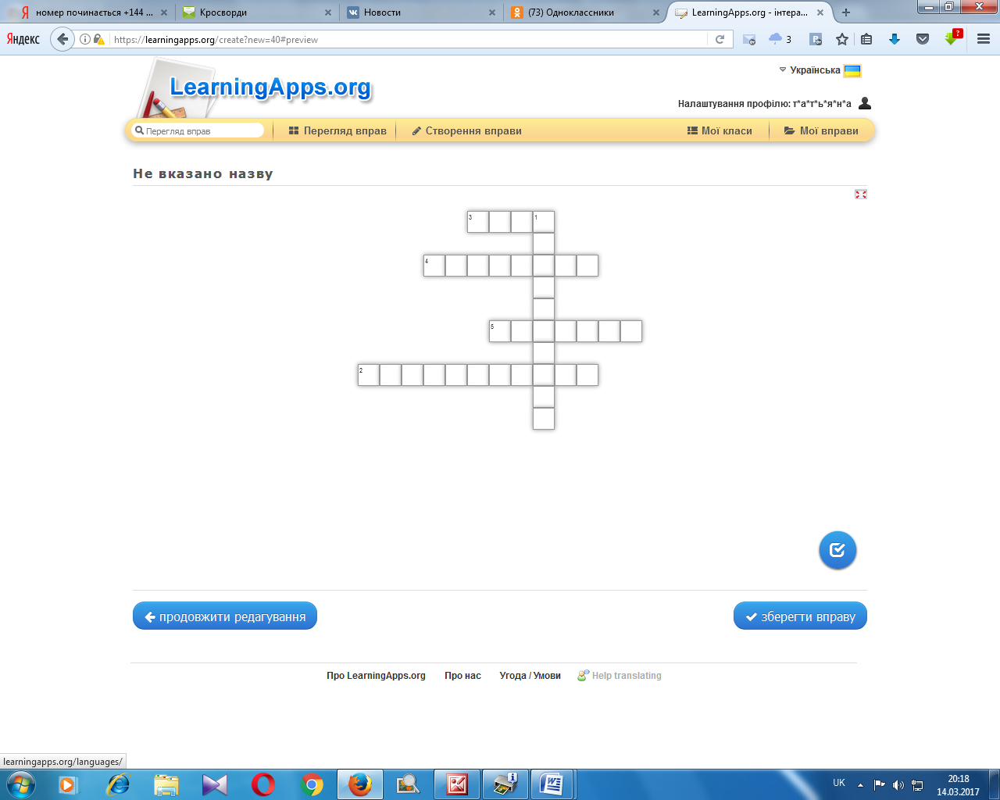 номер починається +144 ...
Кросворди
Новости
(73) Одноклассники
LearningApps.org - інтера...
Яндекс
https://learningapps.org/create?new=40#preview
3
?
LearningApps.org
Українська
Налаштування профілю: т*а*т*ь*я*н*а
Перегляд вправ
Перегляд вправ
Створення вправи
Мої класи
Мої вправи
Не вказано назву
3
1
4
5
2
продовжити редагування
зберегти вправу
Про LearningApps.org
Про нас
Угода / Умови
Help translating
learningapps.org/languages/
UK
20:18
14.03.2017